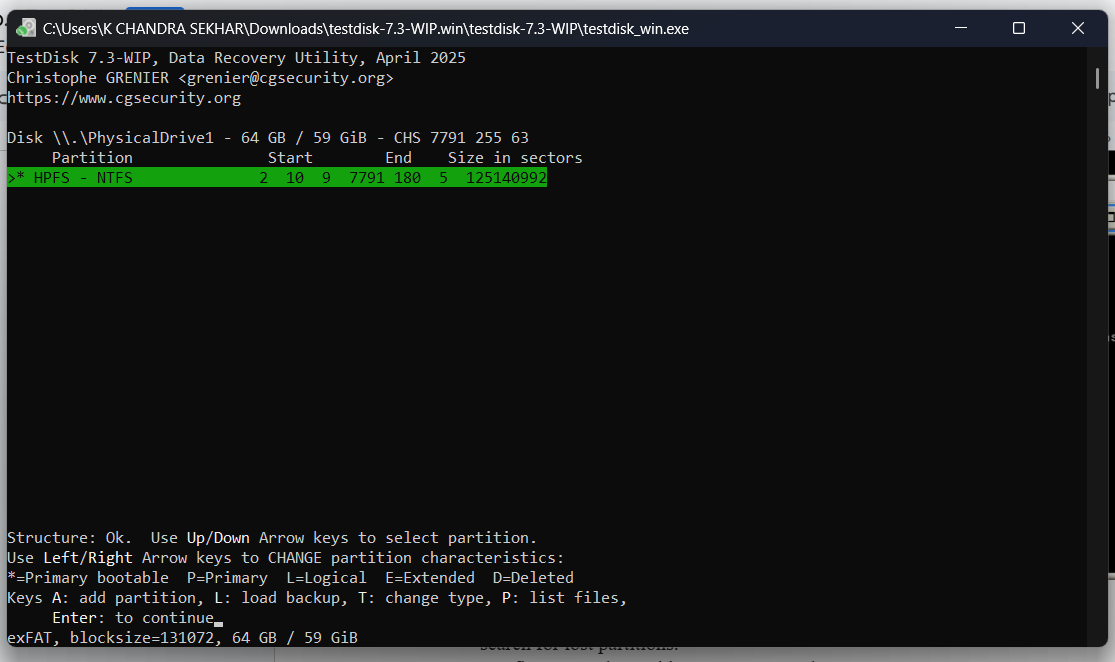 C:\Users\K CHANDRA SEKHAR\Downloads\testdisk-7.3-WIP.win\testdisk-7.3-WIP\testdisk_win.exe
TestDisk 7.3-WIP, Data Recovery Utility, April 2025
Christophe GRENIER <grenier@cgsecurity.org>
https://www.cgsecurity.org
Disk \\.\PhysicalDrive1 - 64 GB / 59 GiB - CHS 7791 255 63
Partition Start End Size in sectors
>* HPFS - NTFS 2 10 9 7791 180 5 125140992
Structure: Ok. Use Up/Down Arrow keys to select partition.
Use Left/Right Arrow keys to CHANGE partition characteristics:
*=Primary bootable P=Primary L=Logical E=Extended D=Deleted
Keys A: add partition, L: load backup, T: change type, P: list files,
Enter: to continue_
exFAT, blocksize=131072, 64 GB / 59 GiB
search for lost partitions.